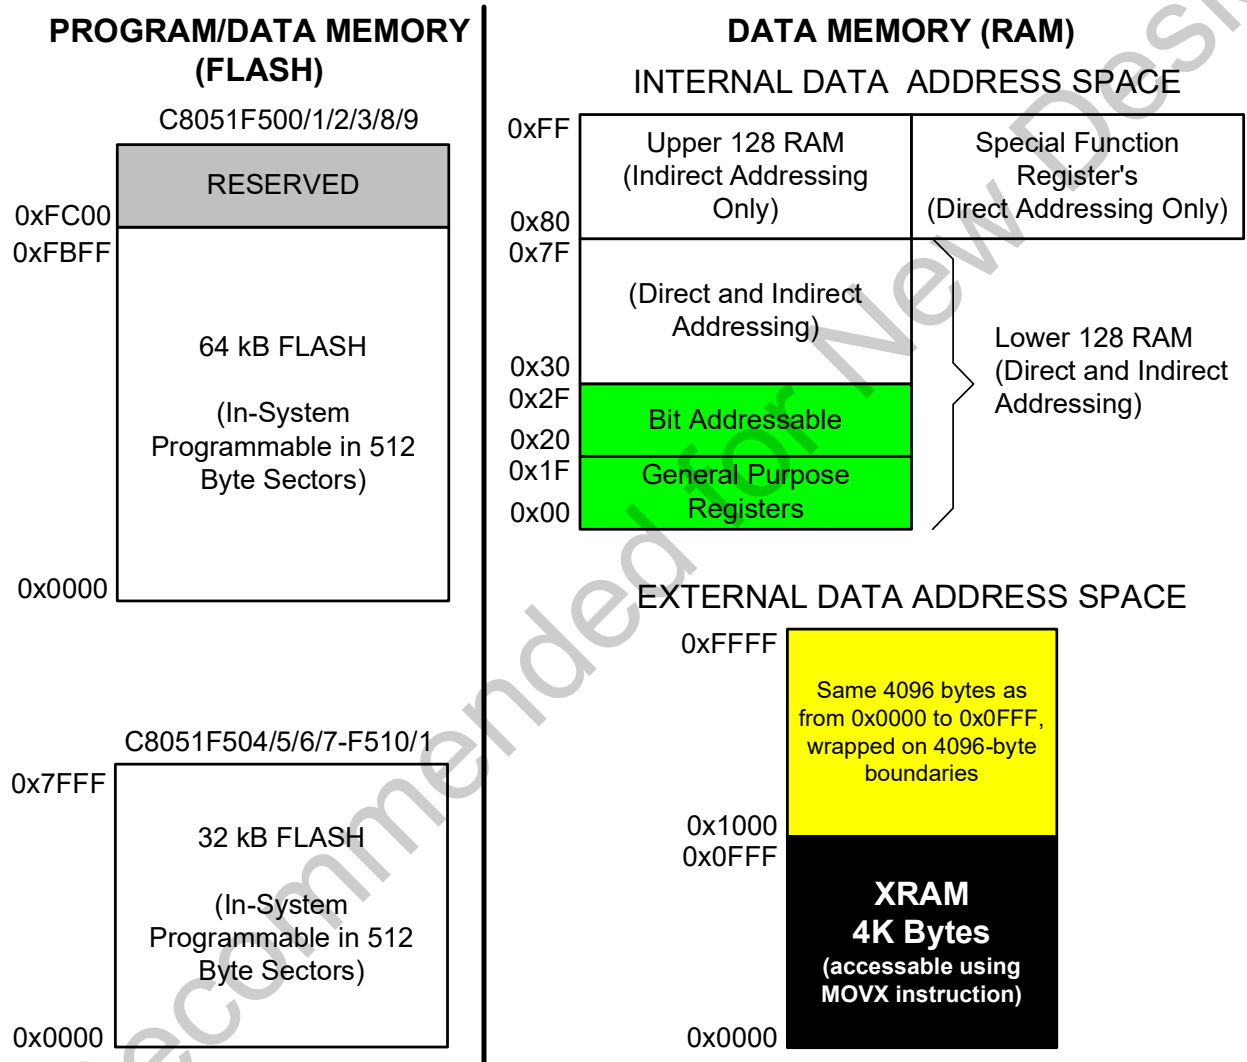 PROGRAM/DATA MEMORY
(FLASH)
C8051F500/1/2/3/8/9
RESERVED
0xFC00
0xFBFF
64 kB FLASH
(In-System
Programmable in 512
Byte Sectors)
0x0000
C8051F504/5/6/7-F510/1
0x7FFF
32 kB FLASH
(In-System
Programmable in 512
Byte Sectors)
0x0000
DATA MEMORY (RAM)
INTERNAL DATA ADDRESS SPACE
0xFF
Upper 128 RAM
(Indirect Addressing
Only)
0x80
Special Function
Register's
(Direct Addressing Only)
0x7F
(Direct and Indirect
Addressing)
0x30
Lower 128 RAM
(Direct and Indirect
Addressing)
0x2F
Bit Addressable
0x20
0x1F
General Purpose
Registers
0x00
EXTERNAL DATA ADDRESS SPACE
0xFFFF
Same 4096 bytes as
from 0x0000 to 0x0FFF,
wrapped on 4096-byte
boundaries
0x1000
0x0FFF
XRAM
4K Bytes
(accessable using
MOVX instruction)
0x0000
ecommended for New Desi